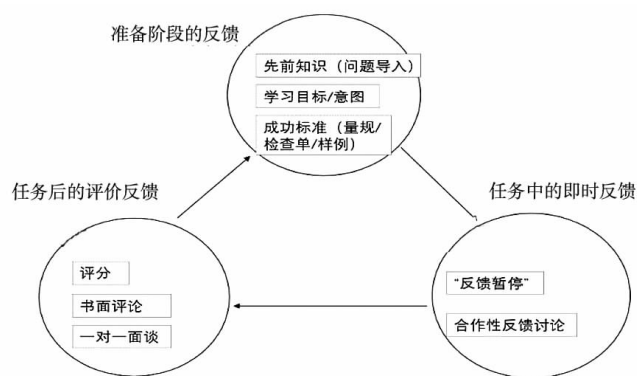 准备阶段的反馈
先前知识（问题导入）
学习目标/意图
成功标准（量规/
检查单/样例）
任务后的评价反馈
任务中的即时反馈
评分
书面评论
一对一面谈
“反馈暂停”
合作性反馈讨论